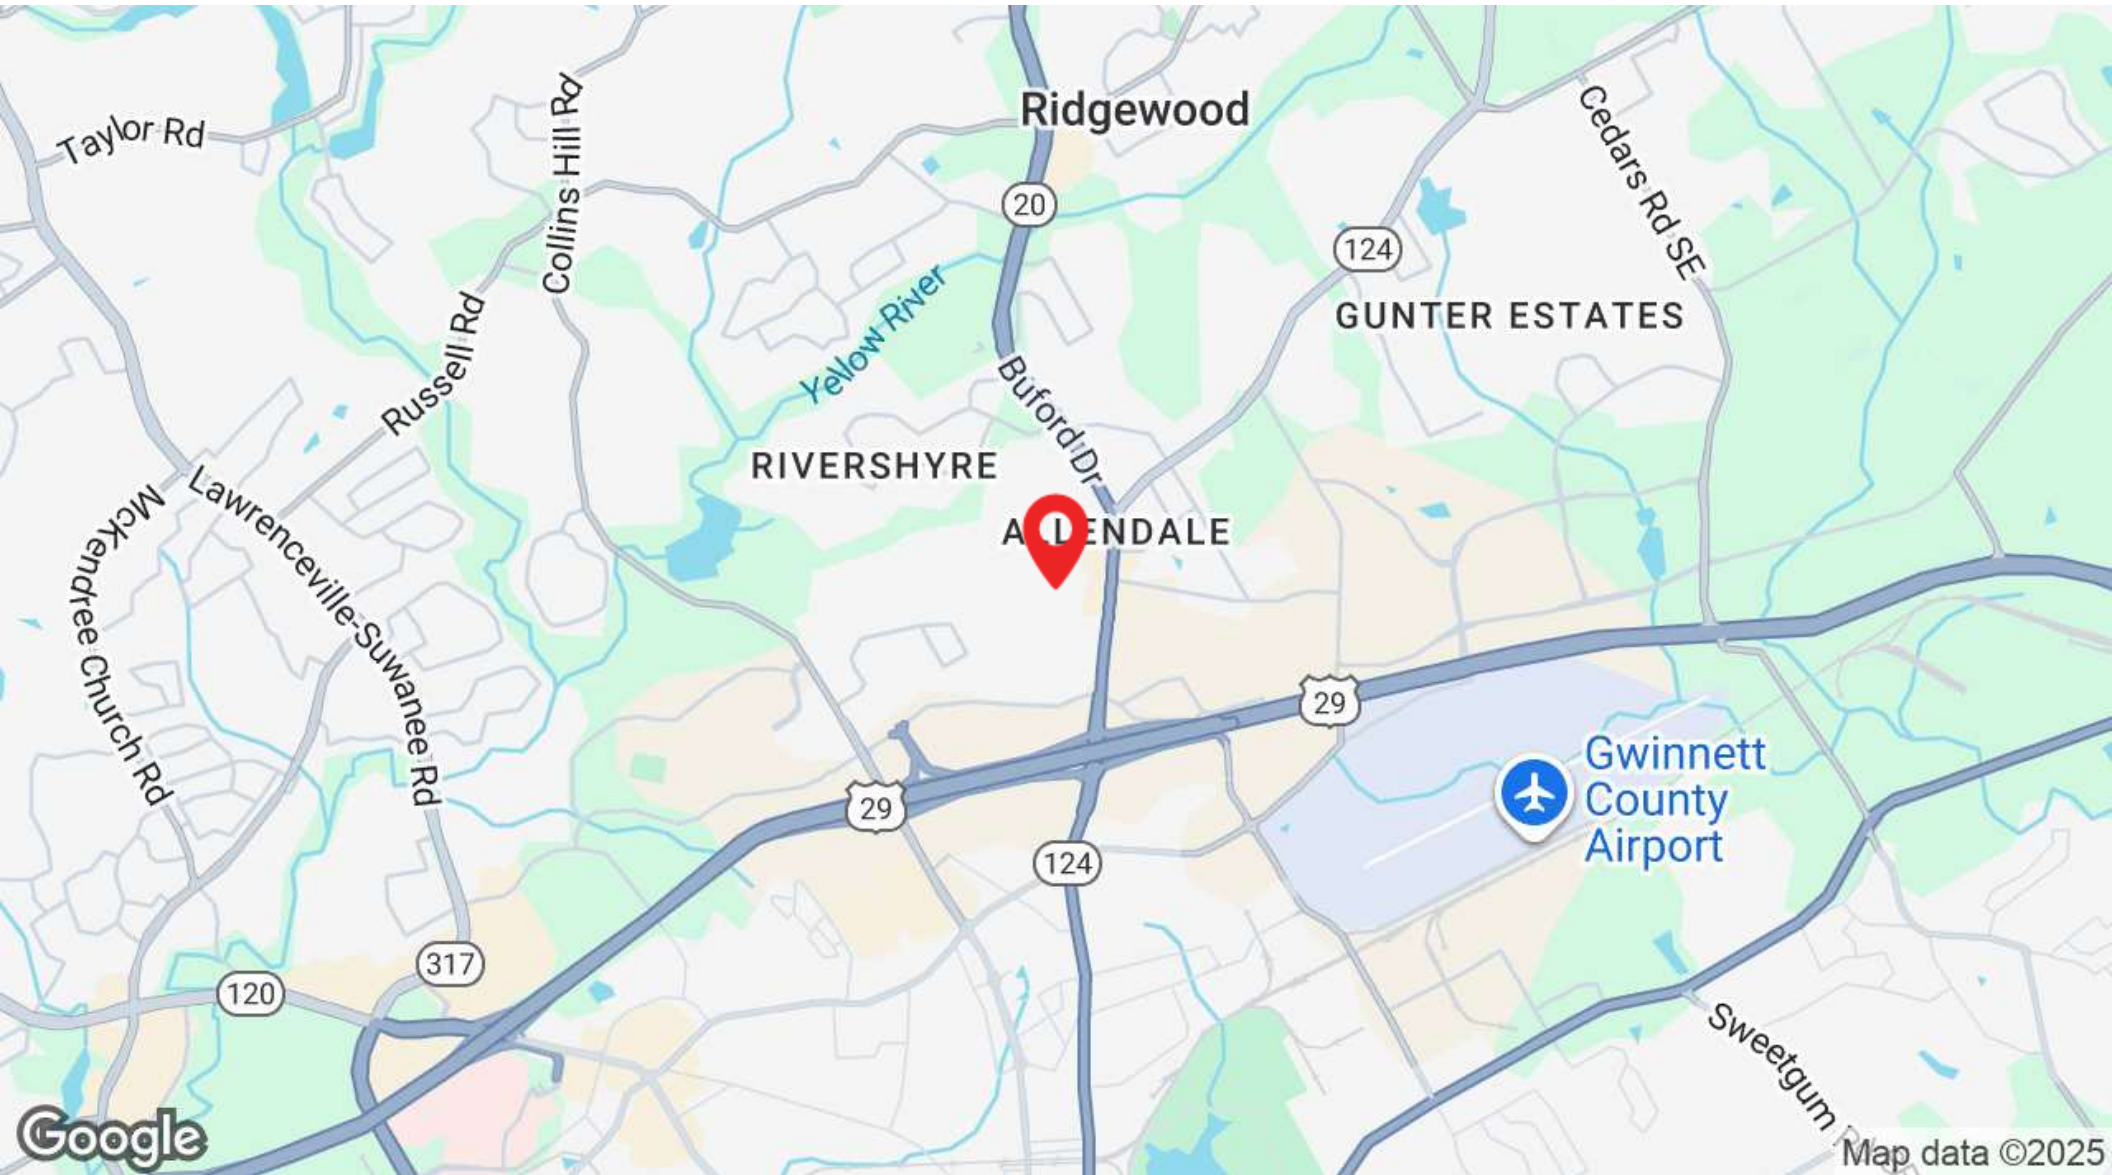 Ridgewood
Taylor Rd
Collins Hill Rd
Cedars Rd SE
20
124
GUNTER ESTATES
Yellow River
Russell Rd
Buford Dr
RIVERSHYRE
McKendree Church Rd
Lawrenceville-Suwanee Rd
ALLENDALE
29
Gwinnett
County
Airport
29
124
317
120
Sweetgum Rd
Google
Map data ©2025